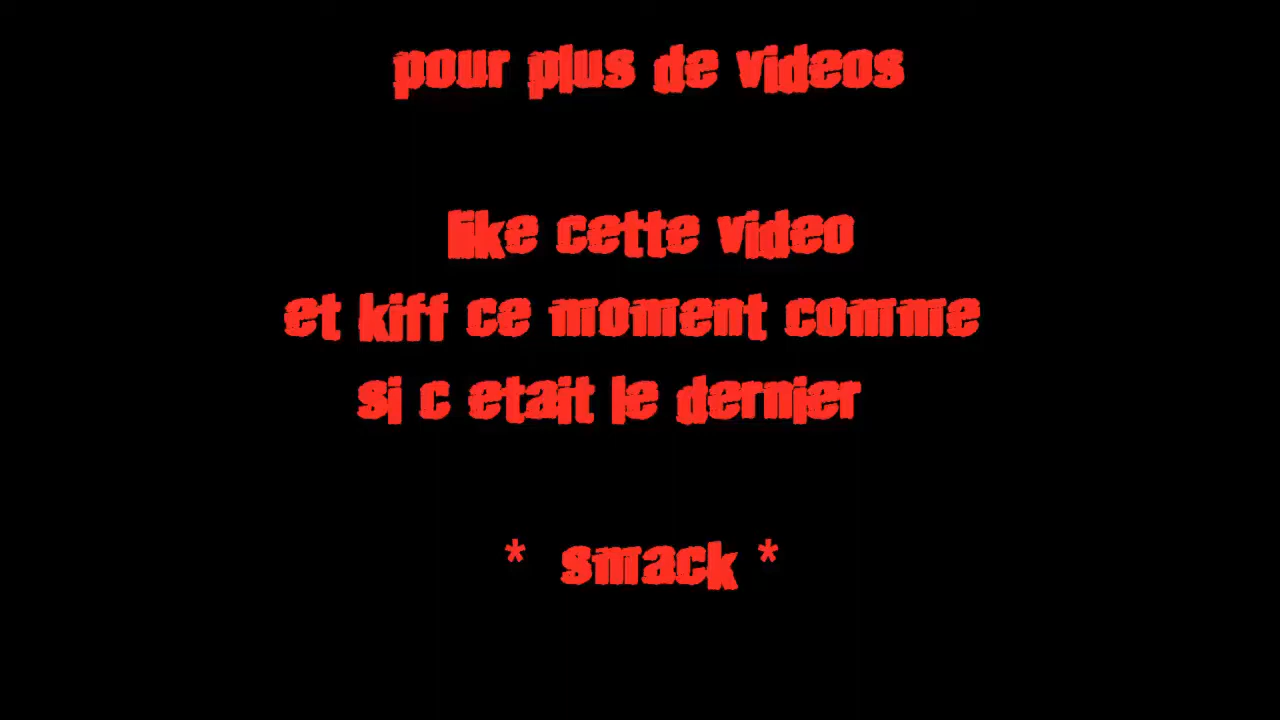 pour plus de videos
like cette video
et kiff ce moment comme
si c etait le dernier
* smack *